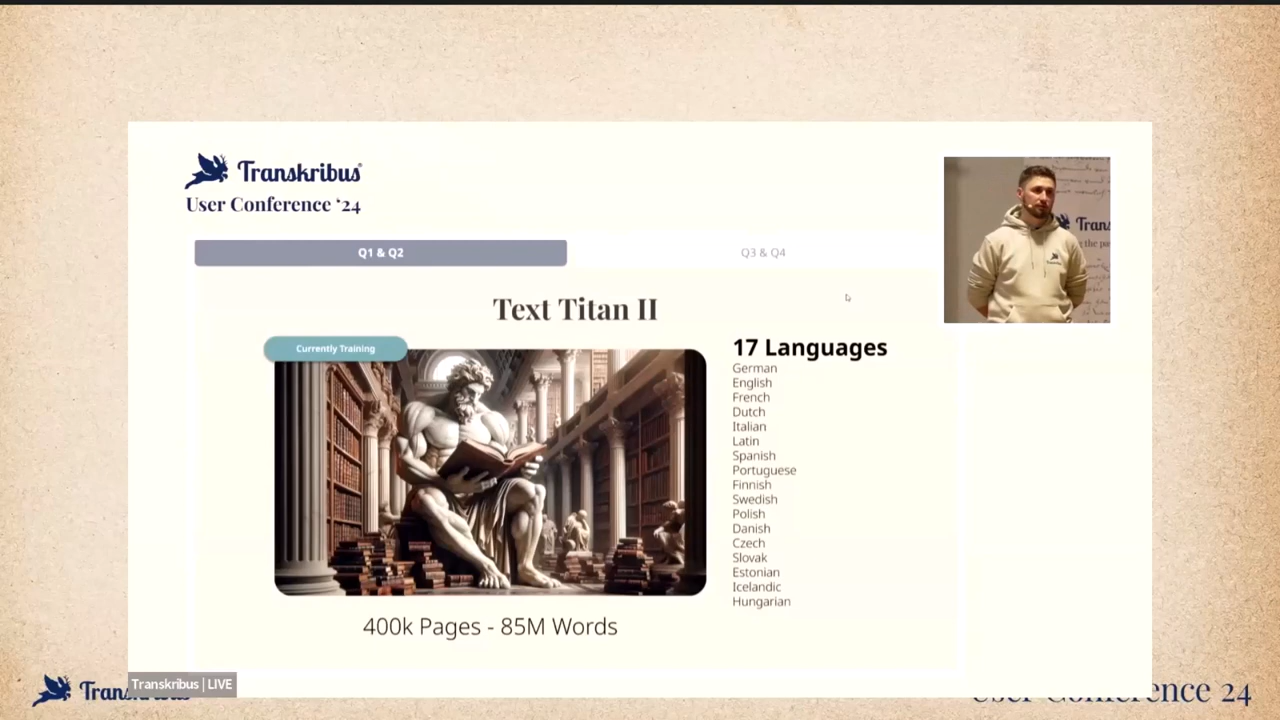 Transkribus
User Conference ‘24
Q1 & Q2
Q3 & Q4
Text Titan II
Currently Training
17 Languages
German
English
French
Dutch
Italian
Latin
Spanish
Portuguese
Finnish
Swedish
Polish
Danish
Czech
Slovak
Estonian
Icelandic
Hungarian
400k Pages - 85M Words
Transkribus | LIVE
User Conference 24